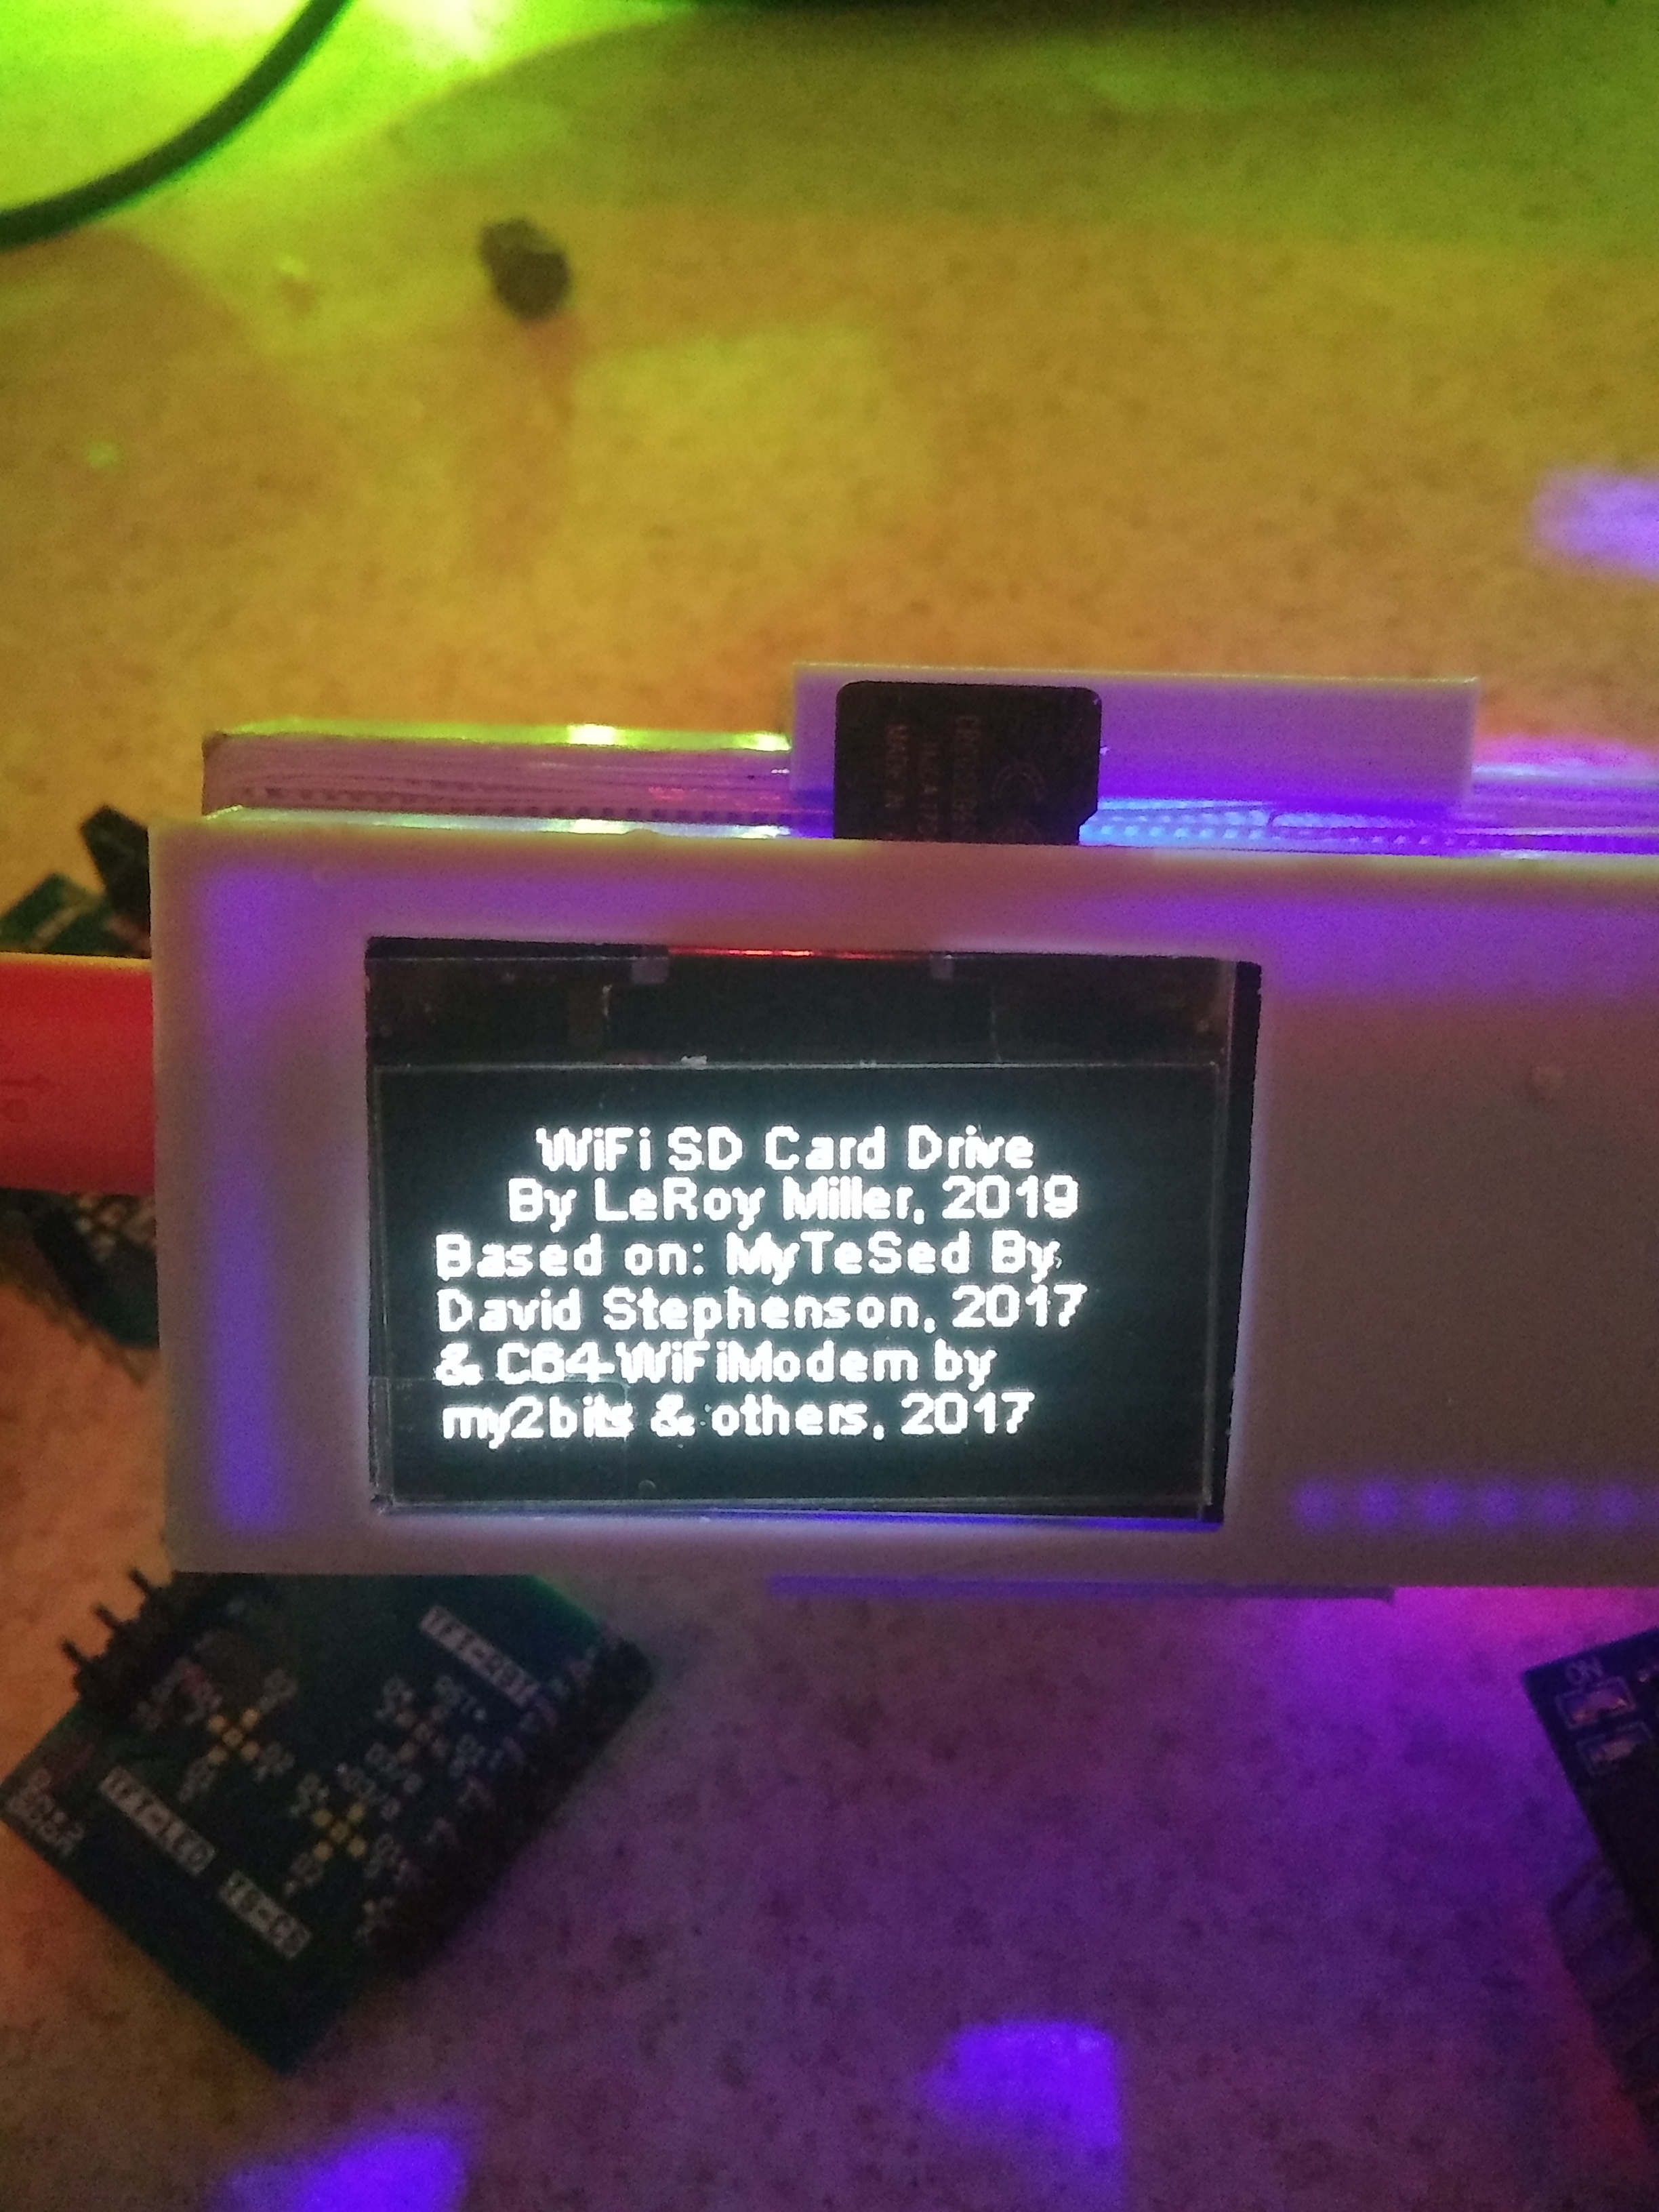 WiFi SD Card Drive
By LeRoy Miller, 2019
Based on: MyTeSed By
David Stephenson, 2017
& C64-WiFiModem by
my2bits & others, 2017